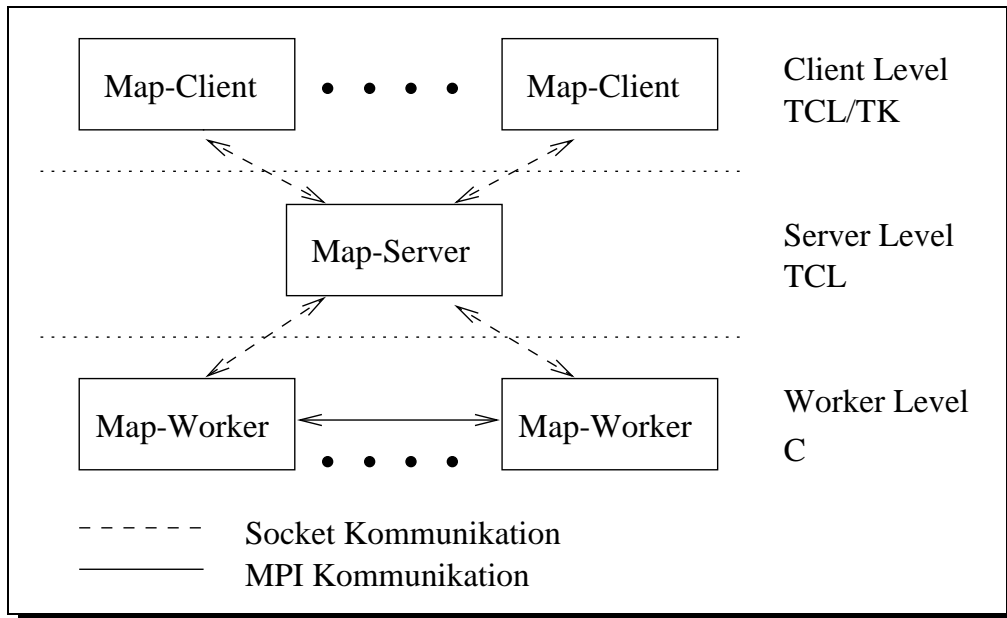 Map-Client
Map-Client
Client Level
TCL/TK
Map-Server
Server Level
TCL
Map-Worker
Map-Worker
Worker Level
C
Socket Kommunikation
MPI Kommunikation